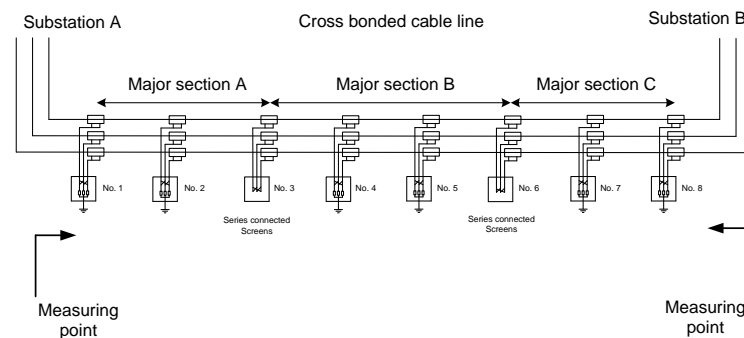 Substation A
Cross bonded cable line
Substation B
Major section A
Major section B
Major section C
No. 1
No. 2
No. 3
No. 4
No. 5
No. 6
No. 7
No. 8
Series connected
Screens
Series connected
Screens
Measuring
point
Measuring
point